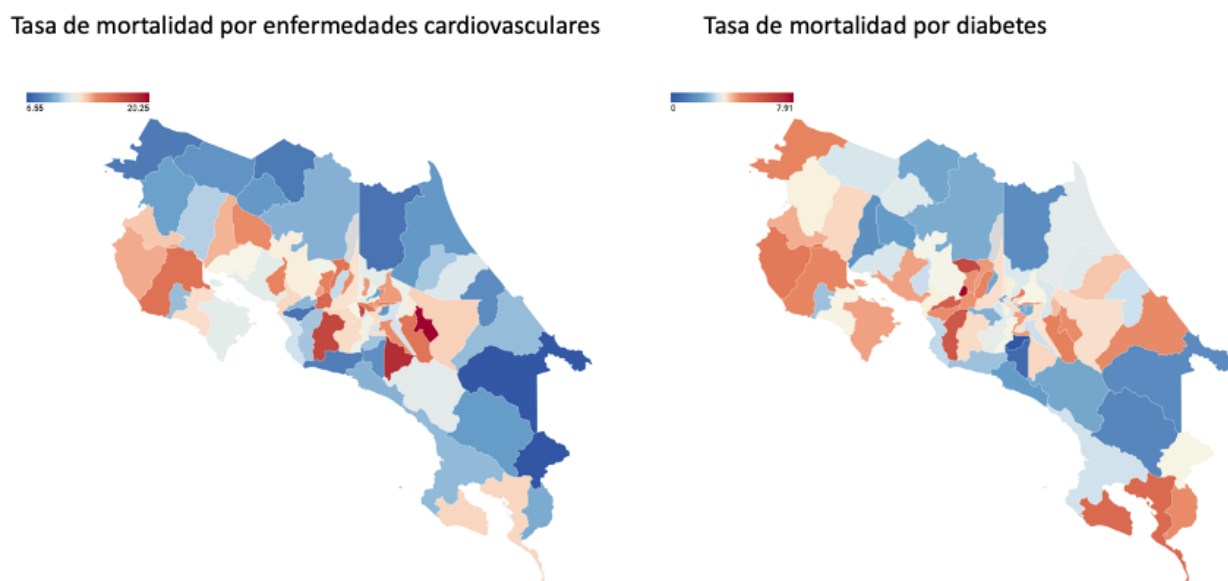 Tasa de mortalidad por enfermedades cardiovasculares
Tasa de mortalidad por diabetes
6.55 20.25
0 7.91